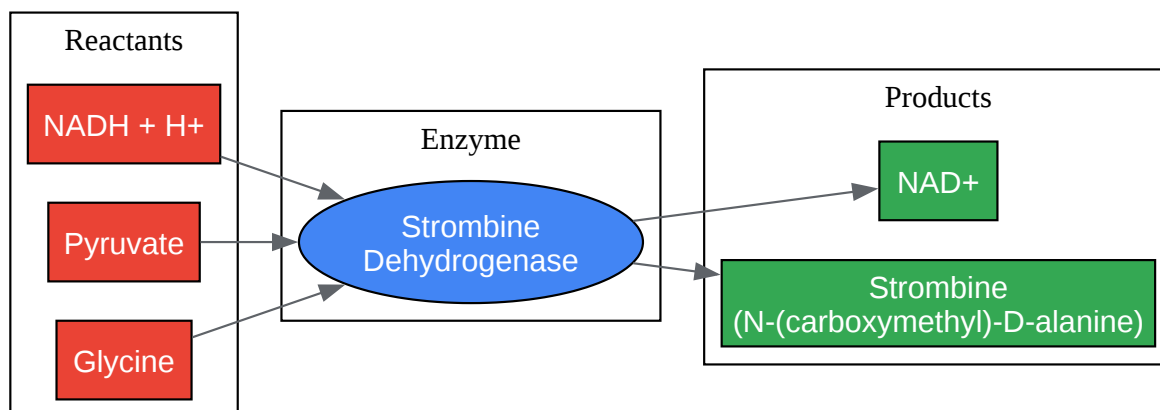 Reactants
NADH + H+
Pyruvate
Glycine
Enzyme
Strombine
Dehydrogenase
Products
NAD+
Strombine
(N-(carboxymethyl)-D-alanine)